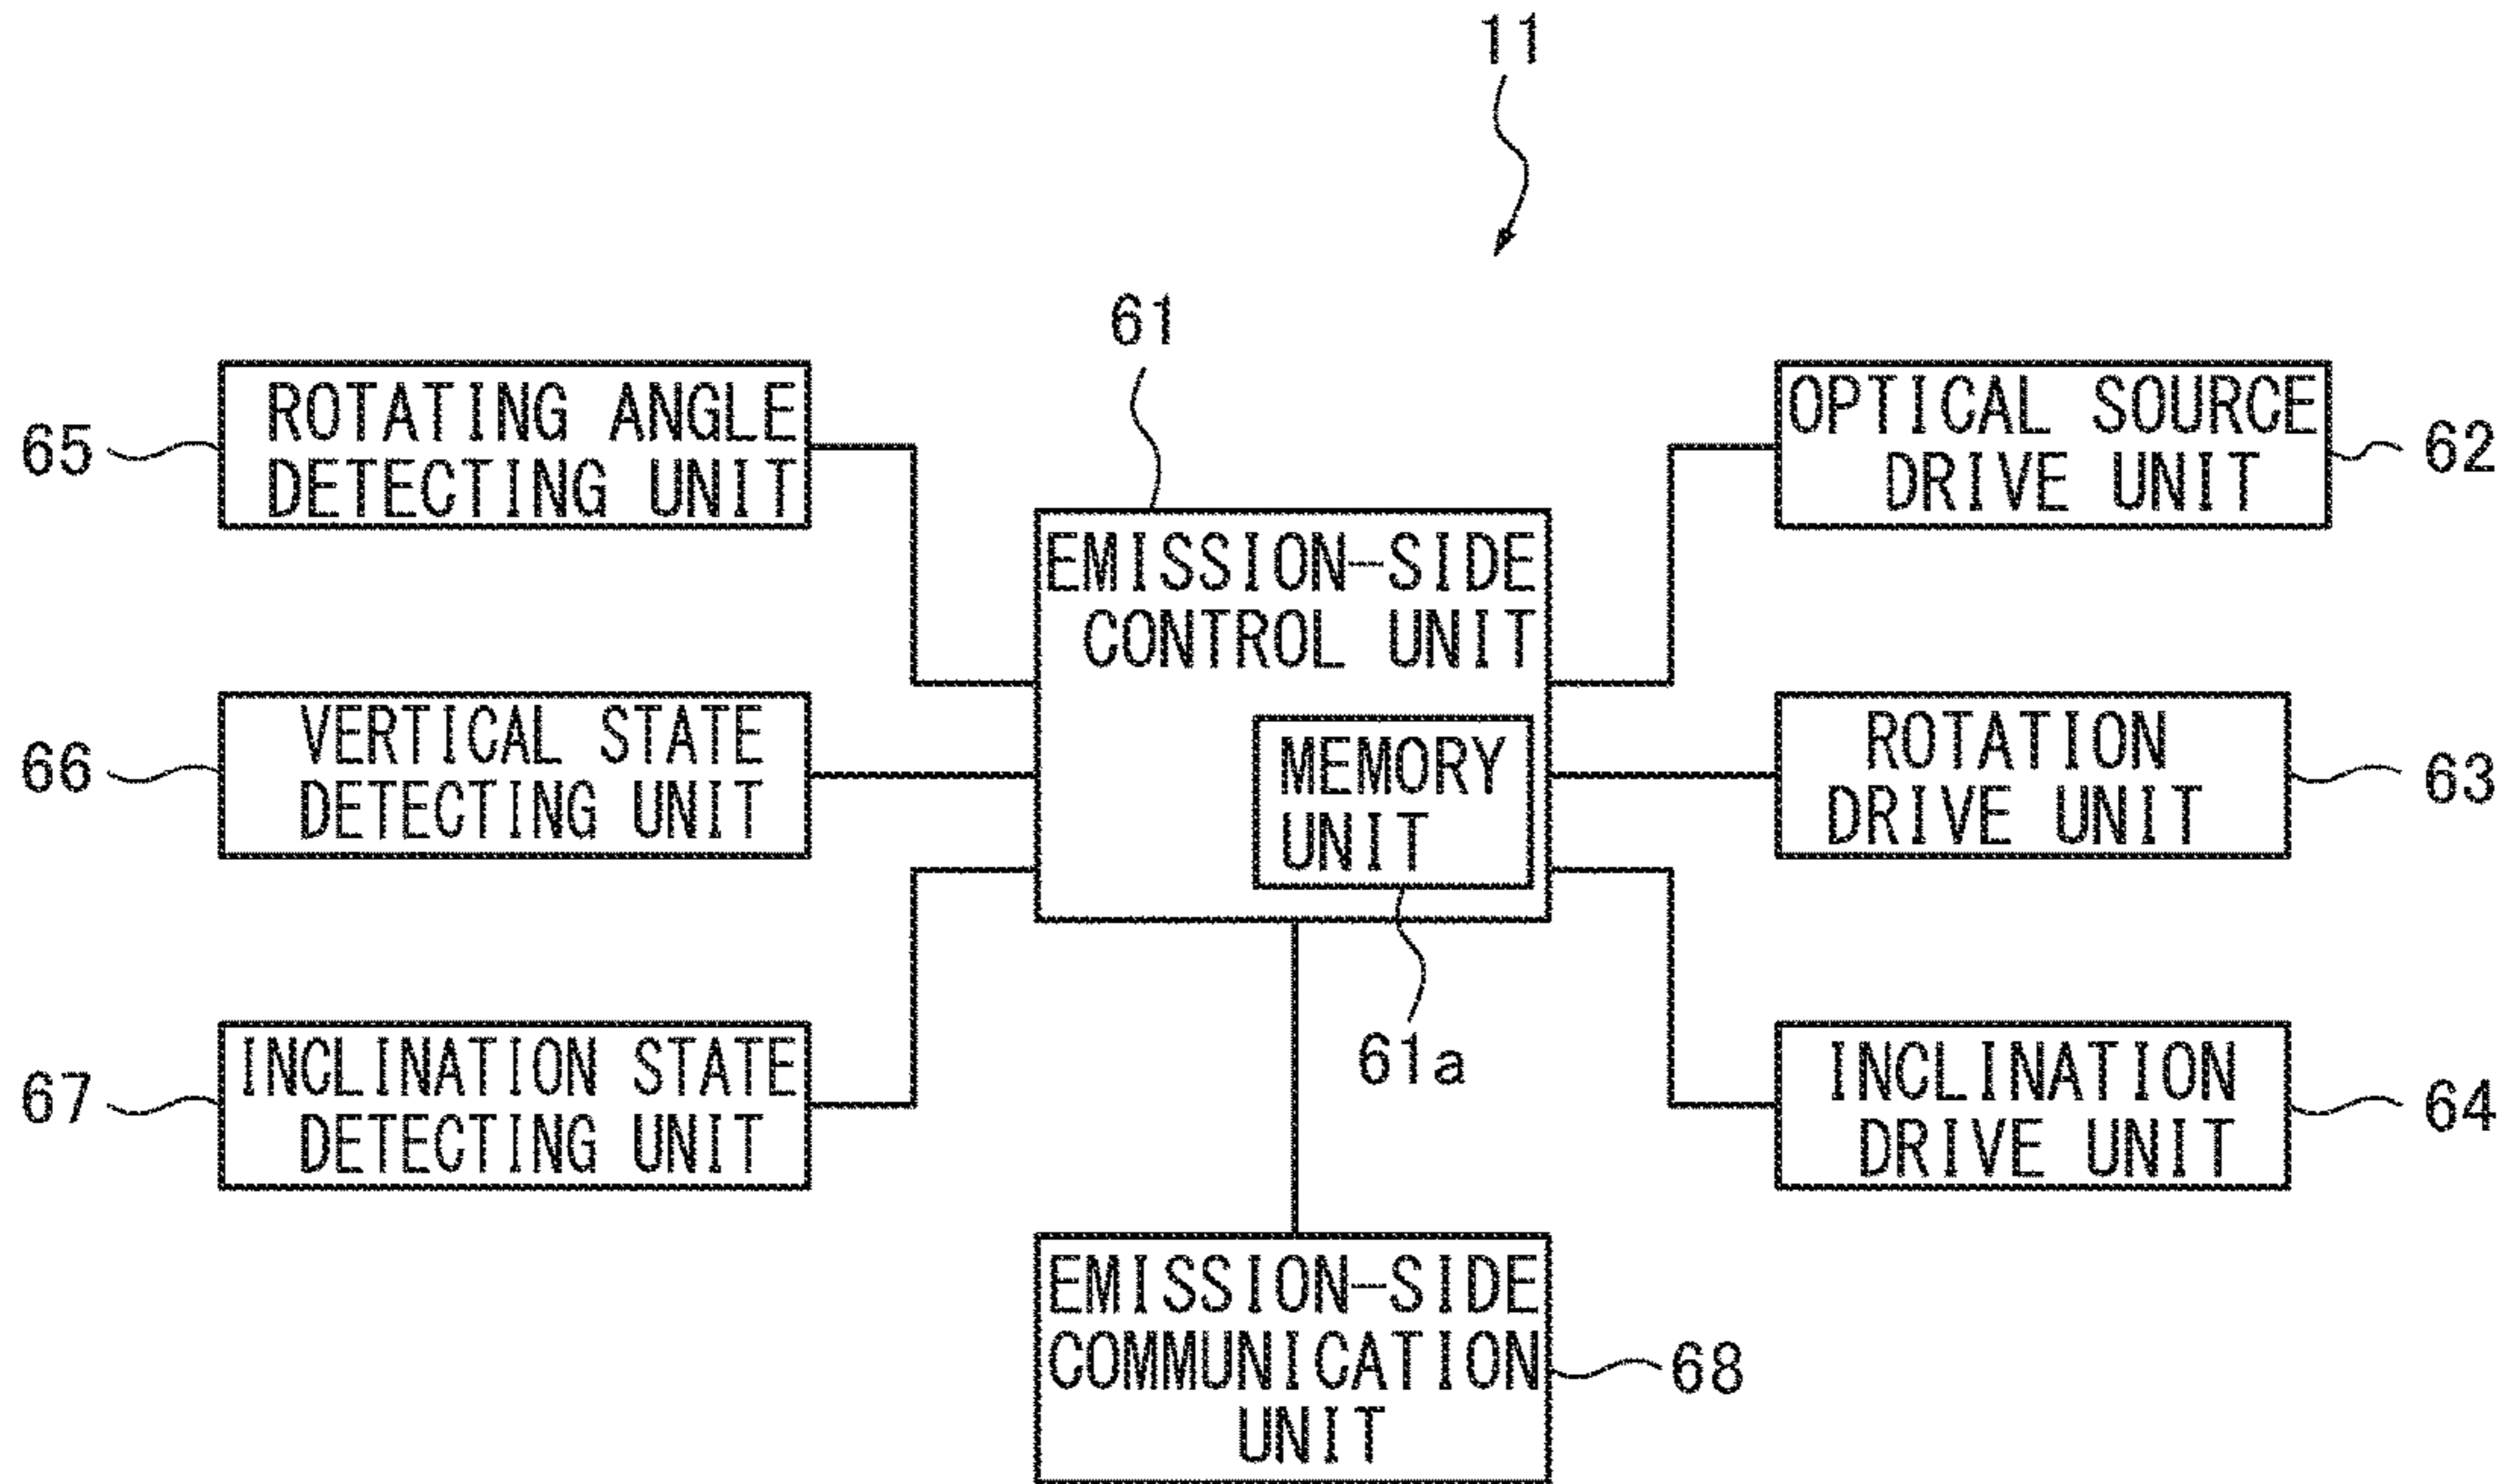 11
61
65
ROTATING ANGLE
DETECTING UNIT
OPTICAL SOURCE
DRIVE UNIT
62
EMISSION-SIDE
CONTROL UNIT
66
VERTICAL STATE
DETECTING UNIT
MEMORY
UNIT
ROTATION
DRIVE UNIT
63
67
INCLINATION STATE
DETECTING UNIT
61a
INCLINATION
DRIVE UNIT
64
EMISSION-SIDE
COMMUNICATION
UNIT
68